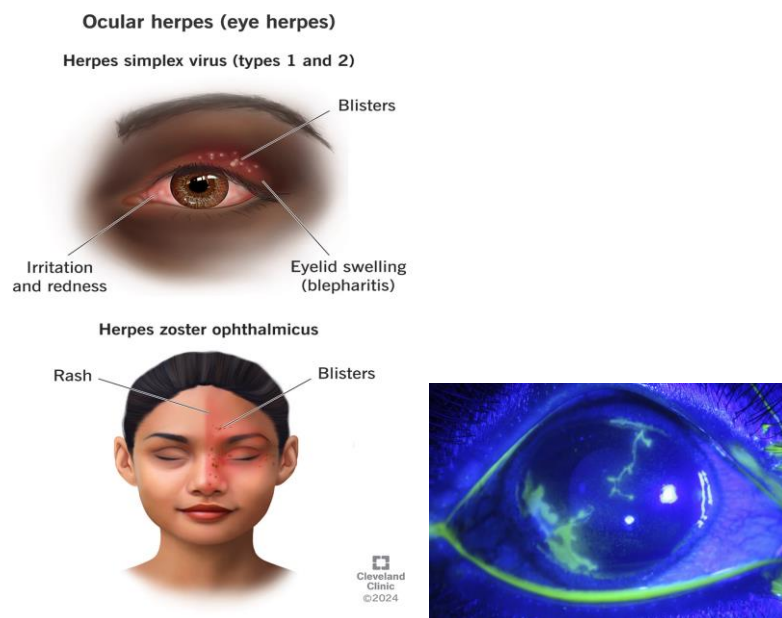 Ocular herpes (eye herpes)
Herpes simplex virus (types 1 and 2)
Blisters
Irritation
and redness
Eyelid swelling
(blepharitis)
Herpes zoster ophthalmicus
Rash
Blisters
Cleveland
Clinic
©2024